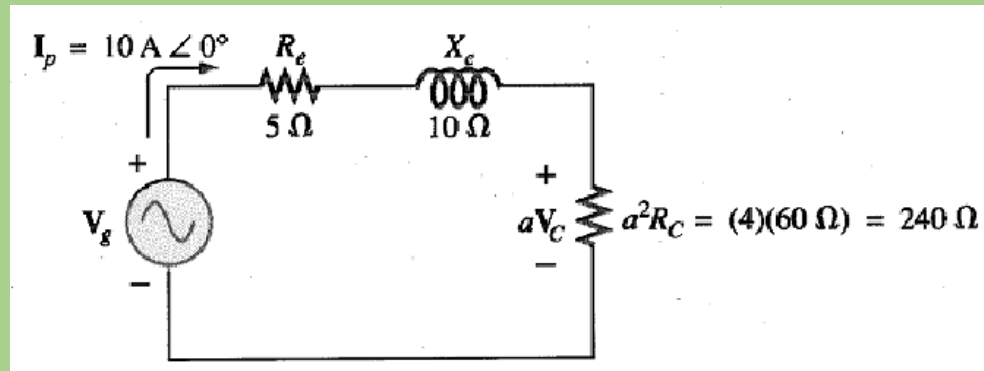 I_p = 10 A ∠ 0°
R_e
X_e
5 Ω
10 Ω
+
V_g
−
+
aV_C
−
a²R_C = (4)(60 Ω) = 240 Ω